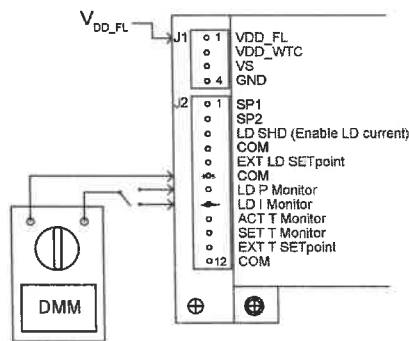 V DD_FL
J1 1 VDD_FL
VDD_WTC
VS
4 GND
J2 1 SP1
SP2
LD SHD (Enable LD current)
COM
EXT LD SETpoint
COM
LD P Monitor
LD I Monitor
ACT T Monitor
SET T Monitor
EXT T SETpoint
12 COM
DMM